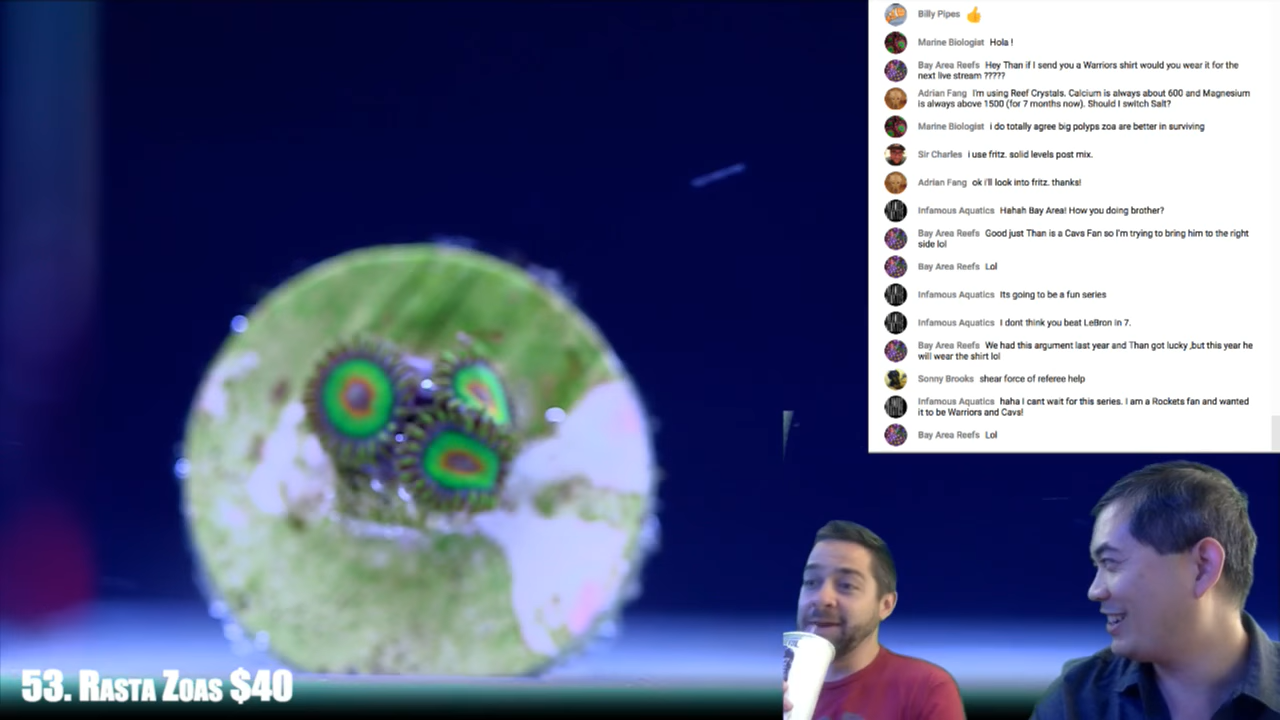 Billy Pipes 👍
Marine Biologist Hola !
Bay Area Reefs Hey Than if I send you a Warriors shirt would you wear it for the
next live stream ?????
Adrian Fang I'm using Reef Crystals. Calcium is always about 600 and Magnesium
is always above 1500 (for 7 months now). Should I switch Salt?
Marine Biologist i do totally agree big polyps zoa are better in surviving
Sir Charles i use fritz. solid levels post mix.
Adrian Fang ok i'll look into fritz. thanks!
Infamous Aquatics Hahah Bay Area! How you doing brother?
Bay Area Reefs Good just Than is a Cavs Fan so I'm trying to bring him to the right
side lol
Bay Area Reefs Lol
Infamous Aquatics Its going to be a fun series
Infamous Aquatics I dont think you beat LeBron in 7.
Bay Area Reefs We had this argument last year and Than got lucky ,but this year he
will wear the shirt lol
Sonny Brooks shear force of referee help
Infamous Aquatics haha I cant wait for this series. I am a Rockets fan and wanted
it to be Warriors and Cavs!
Bay Area Reefs Lol
53. Rasta Zoas $40